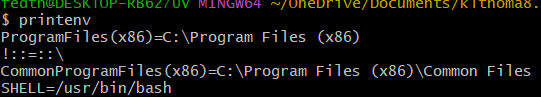 MINGW64 ~/OneDrive/Documents/kithoma8.
$ printenv
ProgramFiles(x86)=C:\Program Files (x86)
!::=::\
CommonProgramFiles(x86)=C:\Program Files (x86)\Common Files
SHELL=/usr/bin/bash